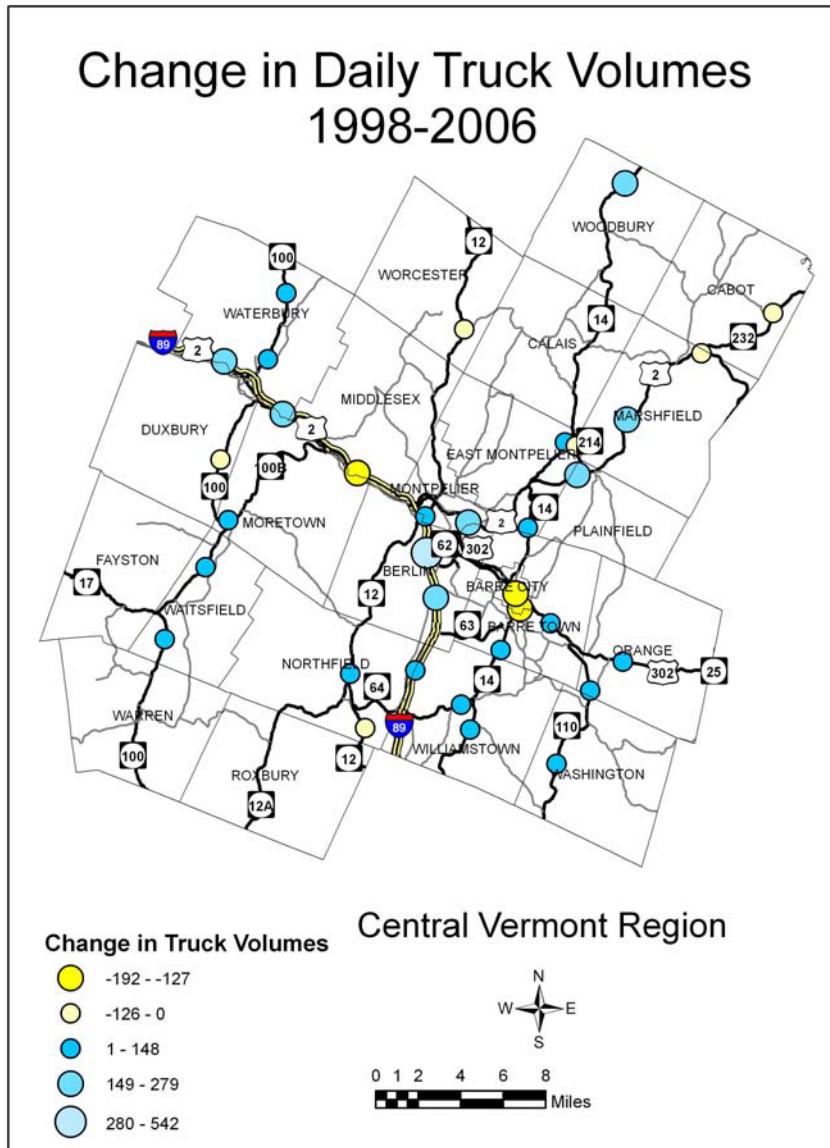 Change in Daily Truck Volumes
1998-2006
WOODBURY
12
100
WORCESTER
CABOT
WATERBURY
14
232
89
2
CALAIS
2
MIDDLESEX
2
MARSHFIELD
DUXBURY
214
EAST MONTPELIER
100B
100
MONTPELIER
14
MORETOWN
2
PLAINFIELD
62
302
FAYSTON
BERLIN
17
BARRE CITY
12
WAITSFIELD
63
BARRE TOWN
ORANGE
NORTHFIELD
302
25
64
14
WARREN
89
110
WILLIAMSTOWN
100
12
ROXBURY
WASHINGTON
12A
Central Vermont Region
Change in Truck Volumes
-192 - -127
-126 - 0
1 - 148
149 - 279
280 - 542
N
W E
S
0 1 2 4 6 8
Miles